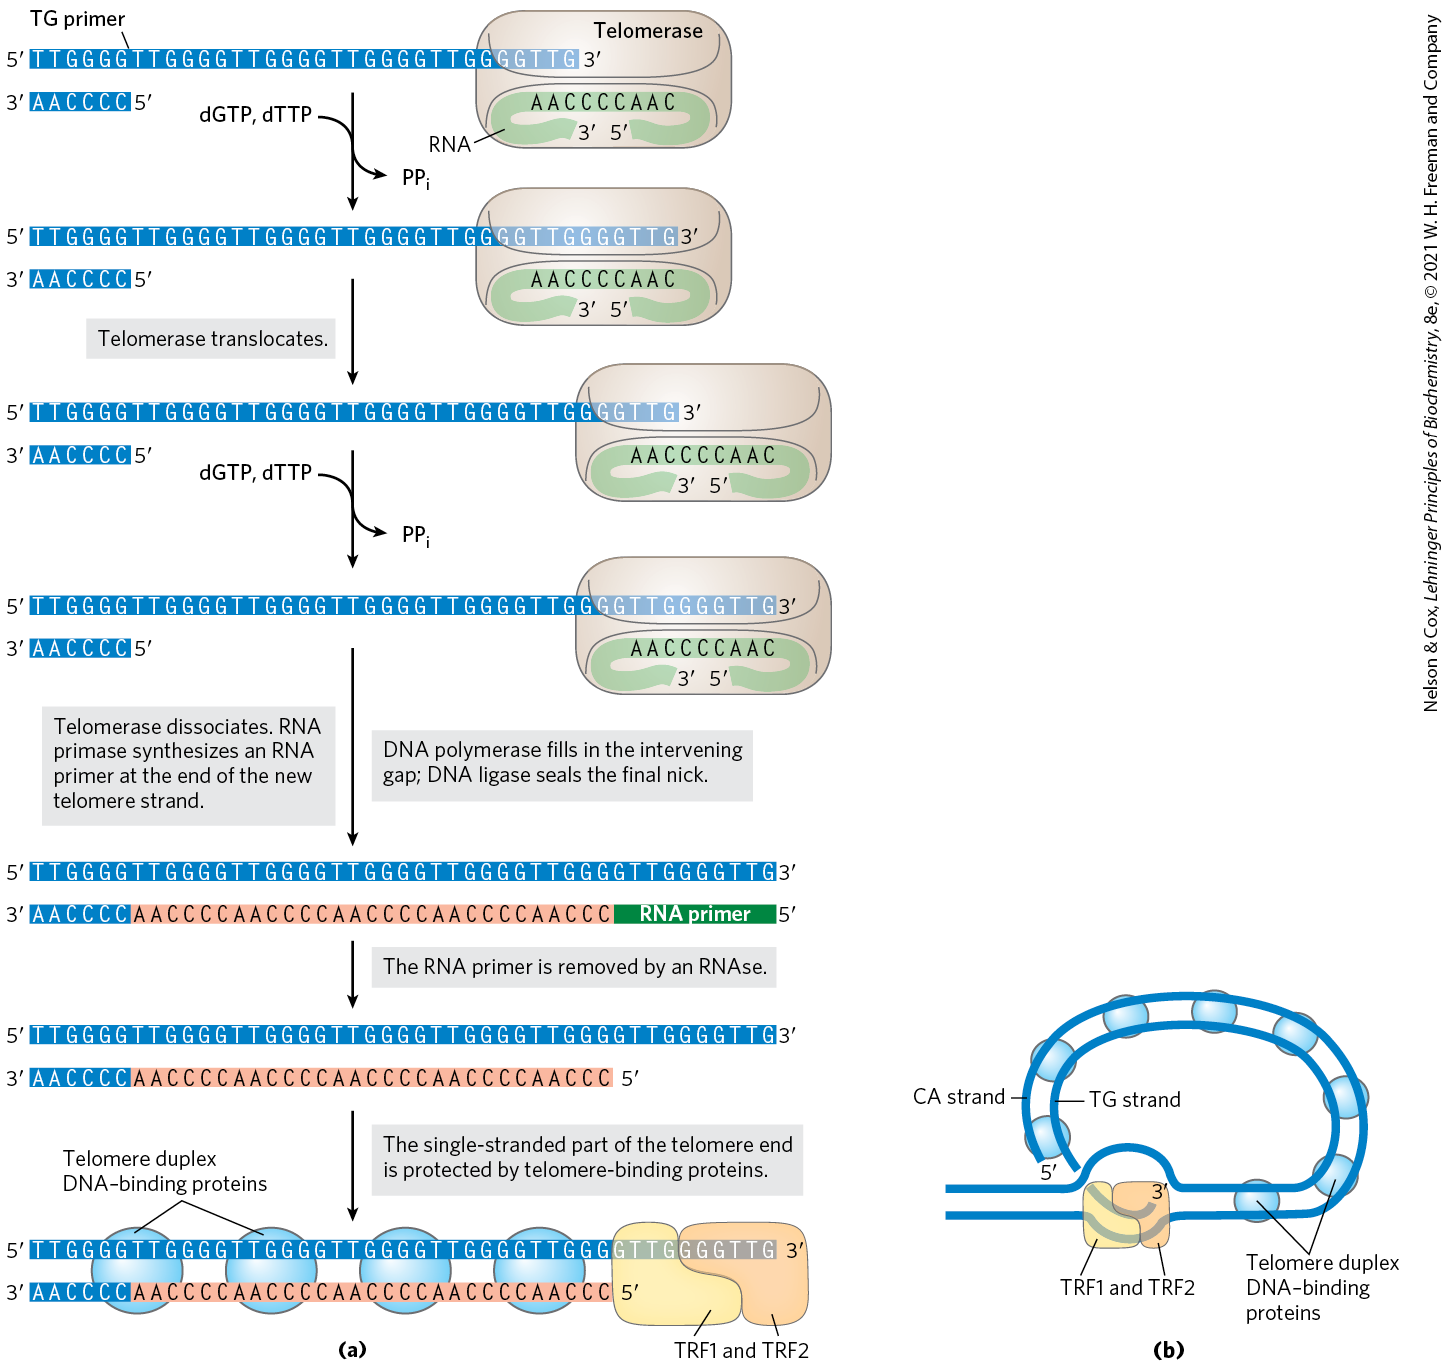 TG primer
Telomerase
5′ TTGGGGTTGGGGTTGGGGTTGGGGTTGGGGTTG 3′
3′ AACCCC 5′
AACCCCAAC
dGTP, dTTP
3′ 5′
RNA
PPi
5′ TTGGGGTTGGGGTTGGGGTTGGGGTTGGGGTTGGGGTTG 3′
3′ AACCCC 5′
AACCCCAAC
3′ 5′
Telomerase translocates.
5′ TTGGGGTTGGGGTTGGGGTTGGGGTTGGGGTTGGGGTTG 3′
3′ AACCCC 5′
AACCCCAAC
dGTP, dTTP
3′ 5′
PPi
5′ TTGGGGTTGGGGTTGGGGTTGGGGTTGGGGTTGGGGTTGGGGTTG 3′
3′ AACCCC 5′
AACCCCAAC
3′ 5′
Telomerase dissociates. RNA
primase synthesizes an RNA
primer at the end of the new
telomere strand.
DNA polymerase fills in the intervening
gap; DNA ligase seals the final nick.
5′ TTGGGGTTGGGGTTGGGGTTGGGGTTGGGGTTGGGGTTGGGGTTG 3′
3′ AACCCCAACCCCAACCCCAACCCCAACCCCAACCC RNA primer 5′
The RNA primer is removed by an RNAse.
5′ TTGGGGTTGGGGTTGGGGTTGGGGTTGGGGTTGGGGTTGGGGTTG 3′
3′ AACCCCAACCCCAACCCCAACCCCAACCCCAACCC 5′
The single-stranded part of the telomere end
is protected by telomere-binding proteins.
Telomere duplex
DNA–binding proteins
5′ TTGGGGTTGGGGTTGGGGTTGGGGTTGGGGTTGGGGTTGGGGTTG 3′
3′ AACCCCAACCCCAACCCCAACCCCAACCCCAACCC 5′
TRF1 and TRF2
(a)
CA strand
TG strand
5′
3′
TRF1 and TRF2
Telomere duplex
DNA–binding
proteins
(b)
Nelson & Cox, Lehninger Principles of Biochemistry, 8e, © 2021 W. H. Freeman and Company